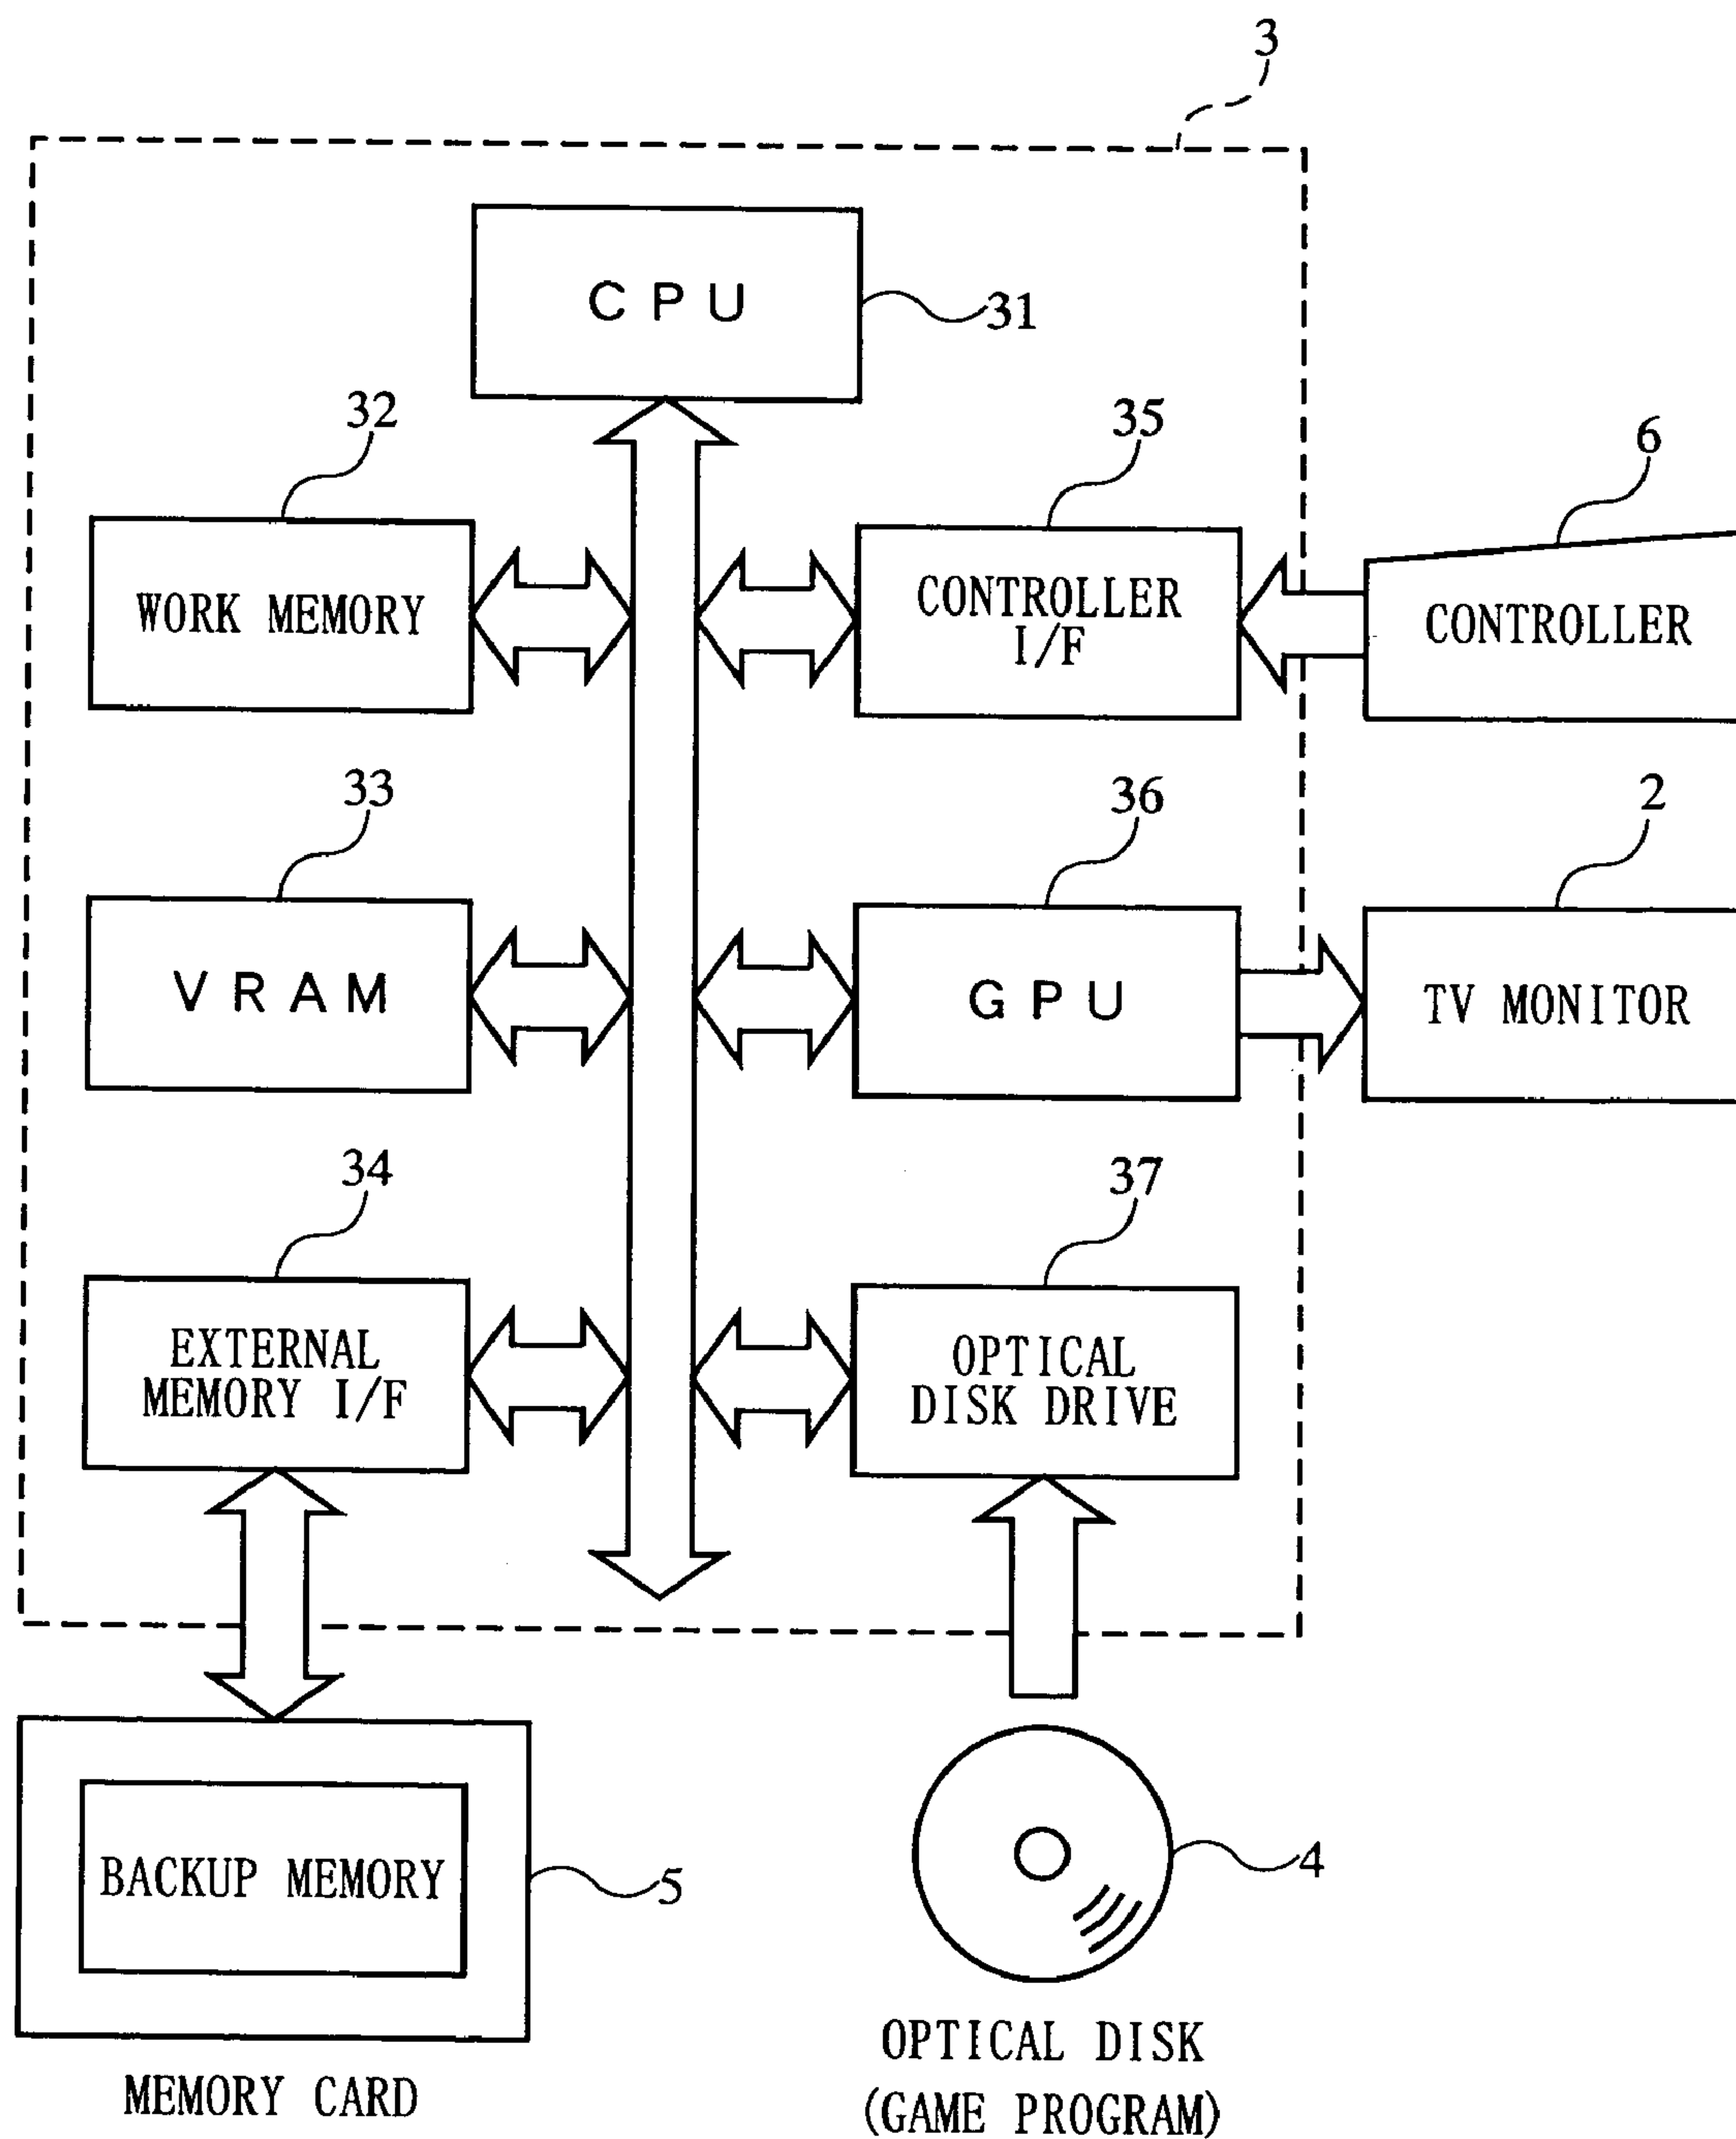 3
CPU
31
32
35
6
WORK MEMORY
CONTROLLER
I/F
CONTROLLER
33
36
2
VRAM
GPU
TV MONITOR
34
37
EXTERNAL
MEMORY I/F
OPTICAL
DISK DRIVE
BACKUP MEMORY
5
4
MEMORY CARD
OPTICAL DISK
(GAME PROGRAM)